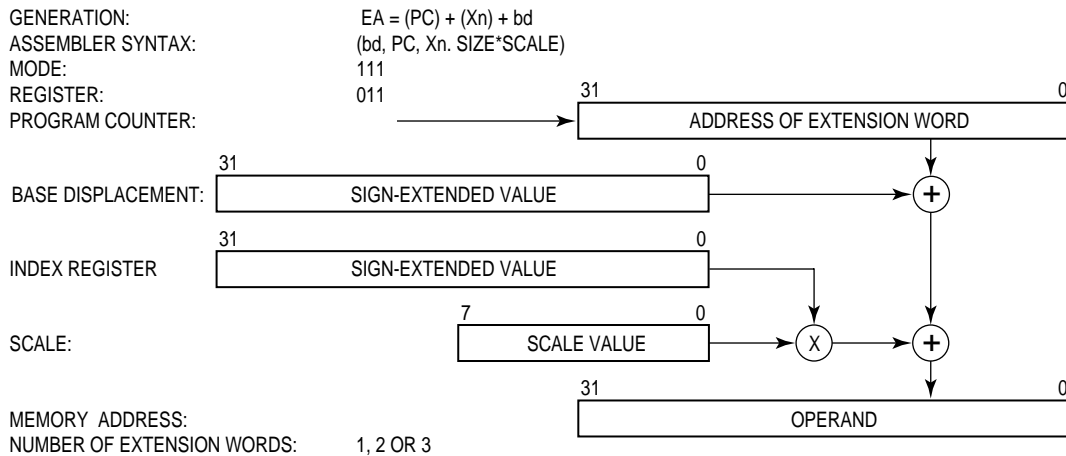 GENERATION: EA = (PC) + (Xn) + bd
ASSEMBLER SYNTAX: (bd, PC, Xn. SIZE*SCALE)
MODE: 111
REGISTER: 011
31 0
PROGRAM COUNTER: ADDRESS OF EXTENSION WORD
31 0
BASE DISPLACEMENT: SIGN-EXTENDED VALUE +
31 0
INDEX REGISTER SIGN-EXTENDED VALUE
7 0
SCALE: SCALE VALUE X +
31 0
MEMORY ADDRESS: OPERAND
NUMBER OF EXTENSION WORDS: 1, 2 OR 3